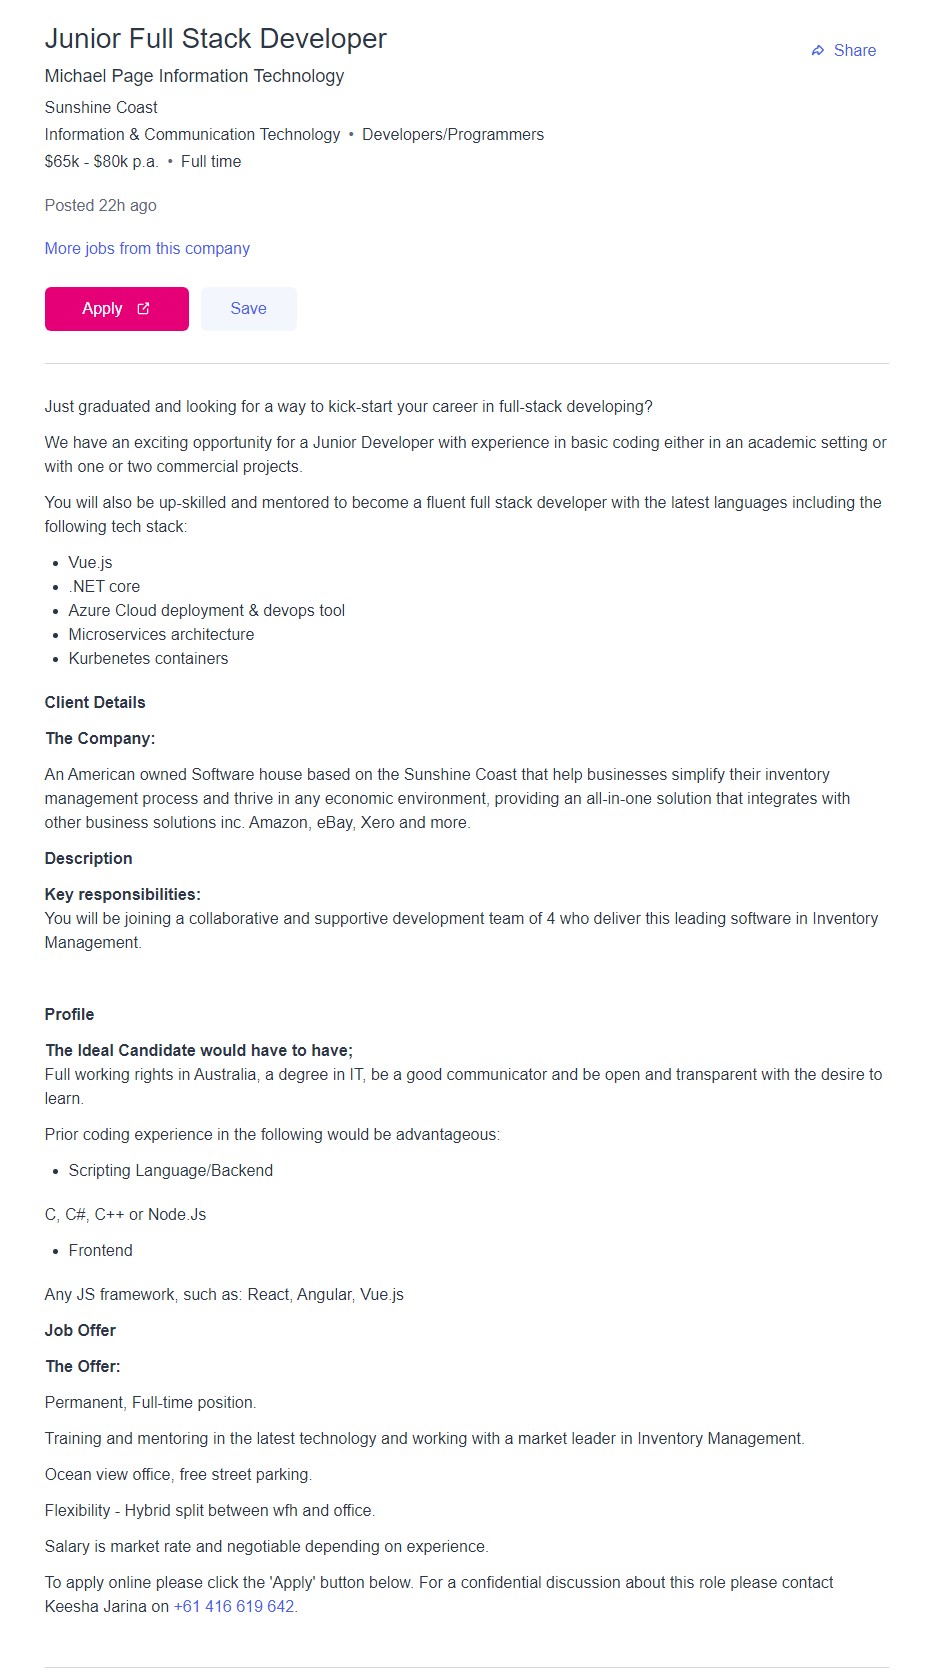 Junior Full Stack Developer
Share
Michael Page Information Technology
Sunshine Coast
Information & Communication Technology • Developers/Programmers
$65k - $80k p.a. • Full time
Posted 22h ago
More jobs from this company
Apply
Save
Just graduated and looking for a way to kick-start your career in full-stack developing?
We have an exciting opportunity for a Junior Developer with experience in basic coding either in an academic setting or
with one or two commercial projects.
You will also be up-skilled and mentored to become a fluent full stack developer with the latest languages including the
following tech stack:
• Vue.js
• .NET core
• Azure Cloud deployment & devops tool
• Microservices architecture
• Kurbenetes containers
Client Details
The Company:
An American owned Software house based on the Sunshine Coast that help businesses simplify their inventory
management process and thrive in any economic environment, providing an all-in-one solution that integrates with
other business solutions inc. Amazon, eBay, Xero and more.
Description
Key responsibilities:
You will be joining a collaborative and supportive development team of 4 who deliver this leading software in Inventory
Management.
Profile
The Ideal Candidate would have to have;
Full working rights in Australia, a degree in IT, be a good communicator and be open and transparent with the desire to
learn.
Prior coding experience in the following would be advantageous:
• Scripting Language/Backend
C, C#, C++ or Node.Js
• Frontend
Any JS framework, such as: React, Angular, Vue.js
Job Offer
The Offer:
Permanent, Full-time position.
Training and mentoring in the latest technology and working with a market leader in Inventory Management.
Ocean view office, free street parking.
Flexibility - Hybrid split between wfh and office.
Salary is market rate and negotiable depending on experience.
To apply online please click the 'Apply' button below. For a confidential discussion about this role please contact
Keesha Jarina on +61 416 619 642.